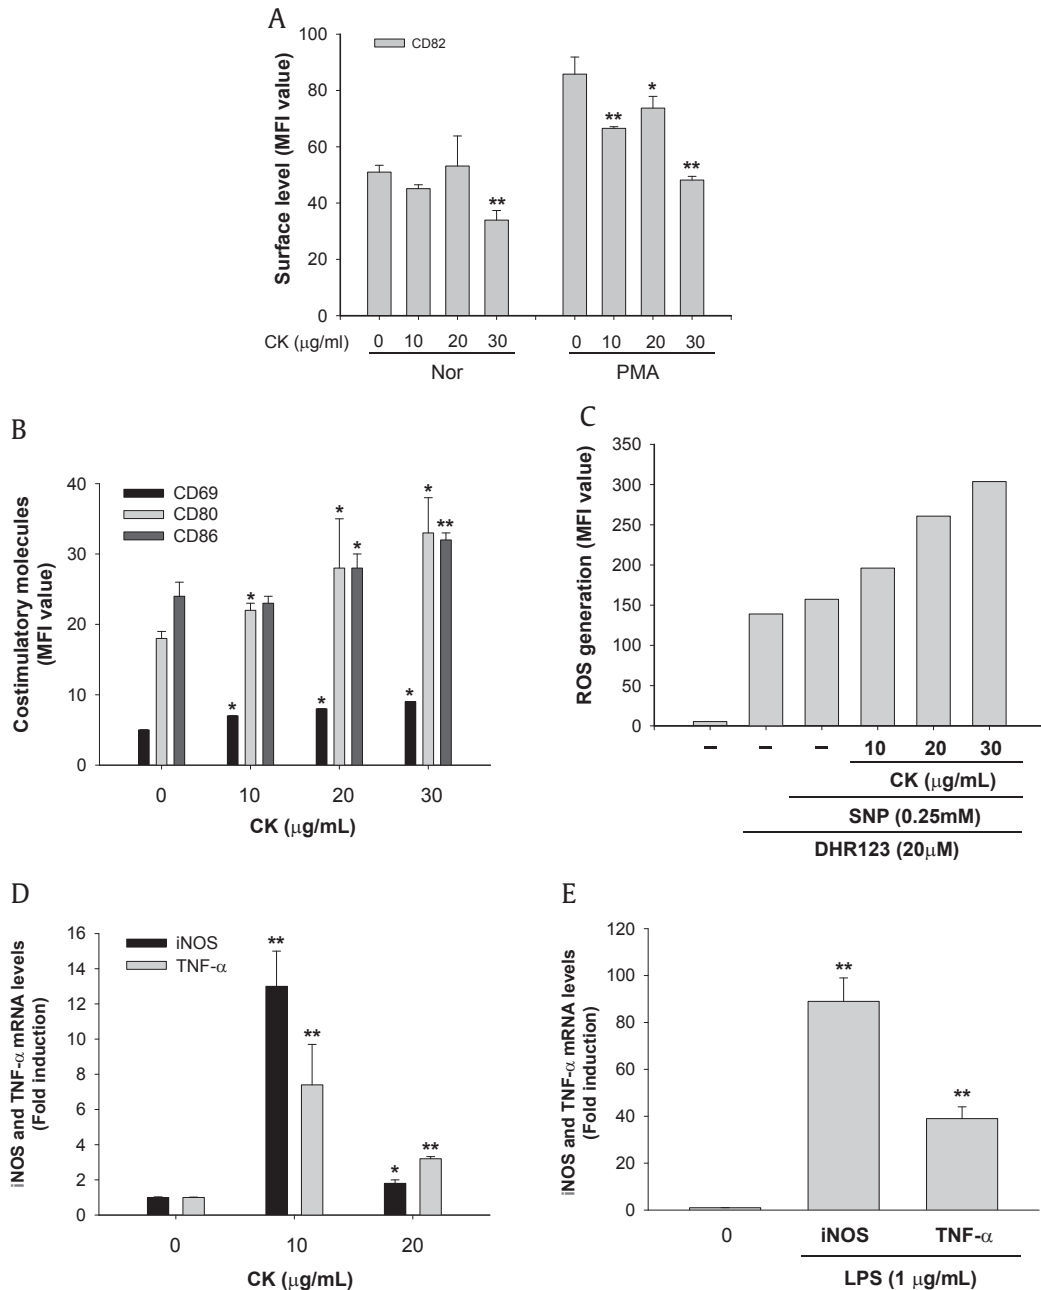 A
CD82
Surface level (MFI value)
100
80
60
40
20
0
** * ** **
CK (μg/ml) 0 10 20 30 0 10 20 30
Nor PMA
B
CD69
CD80
CD86
Costimulatory molecules
(MFI value)
40
30
20
10
0
* * * * * * * **
0 10 20 30
CK (μg/mL)
C
ROS generation (MFI value)
350
300
250
200
150
100
50
0
– – – 10 20 30
CK (μg/mL)
SNP (0.25mM)
DHR123 (20μM)
D
iNOS
TNF-α
iNOS and TNF-α mRNA levels
(Fold induction)
16
14
12
10
8
6
4
2
0
** ** * **
0 10 20
CK (μg/mL)
E
iNOS and TNF-α mRNA levels
(Fold induction)
120
100
80
60
40
20
0
** **
0 iNOS TNF-α
LPS (1 μg/mL)